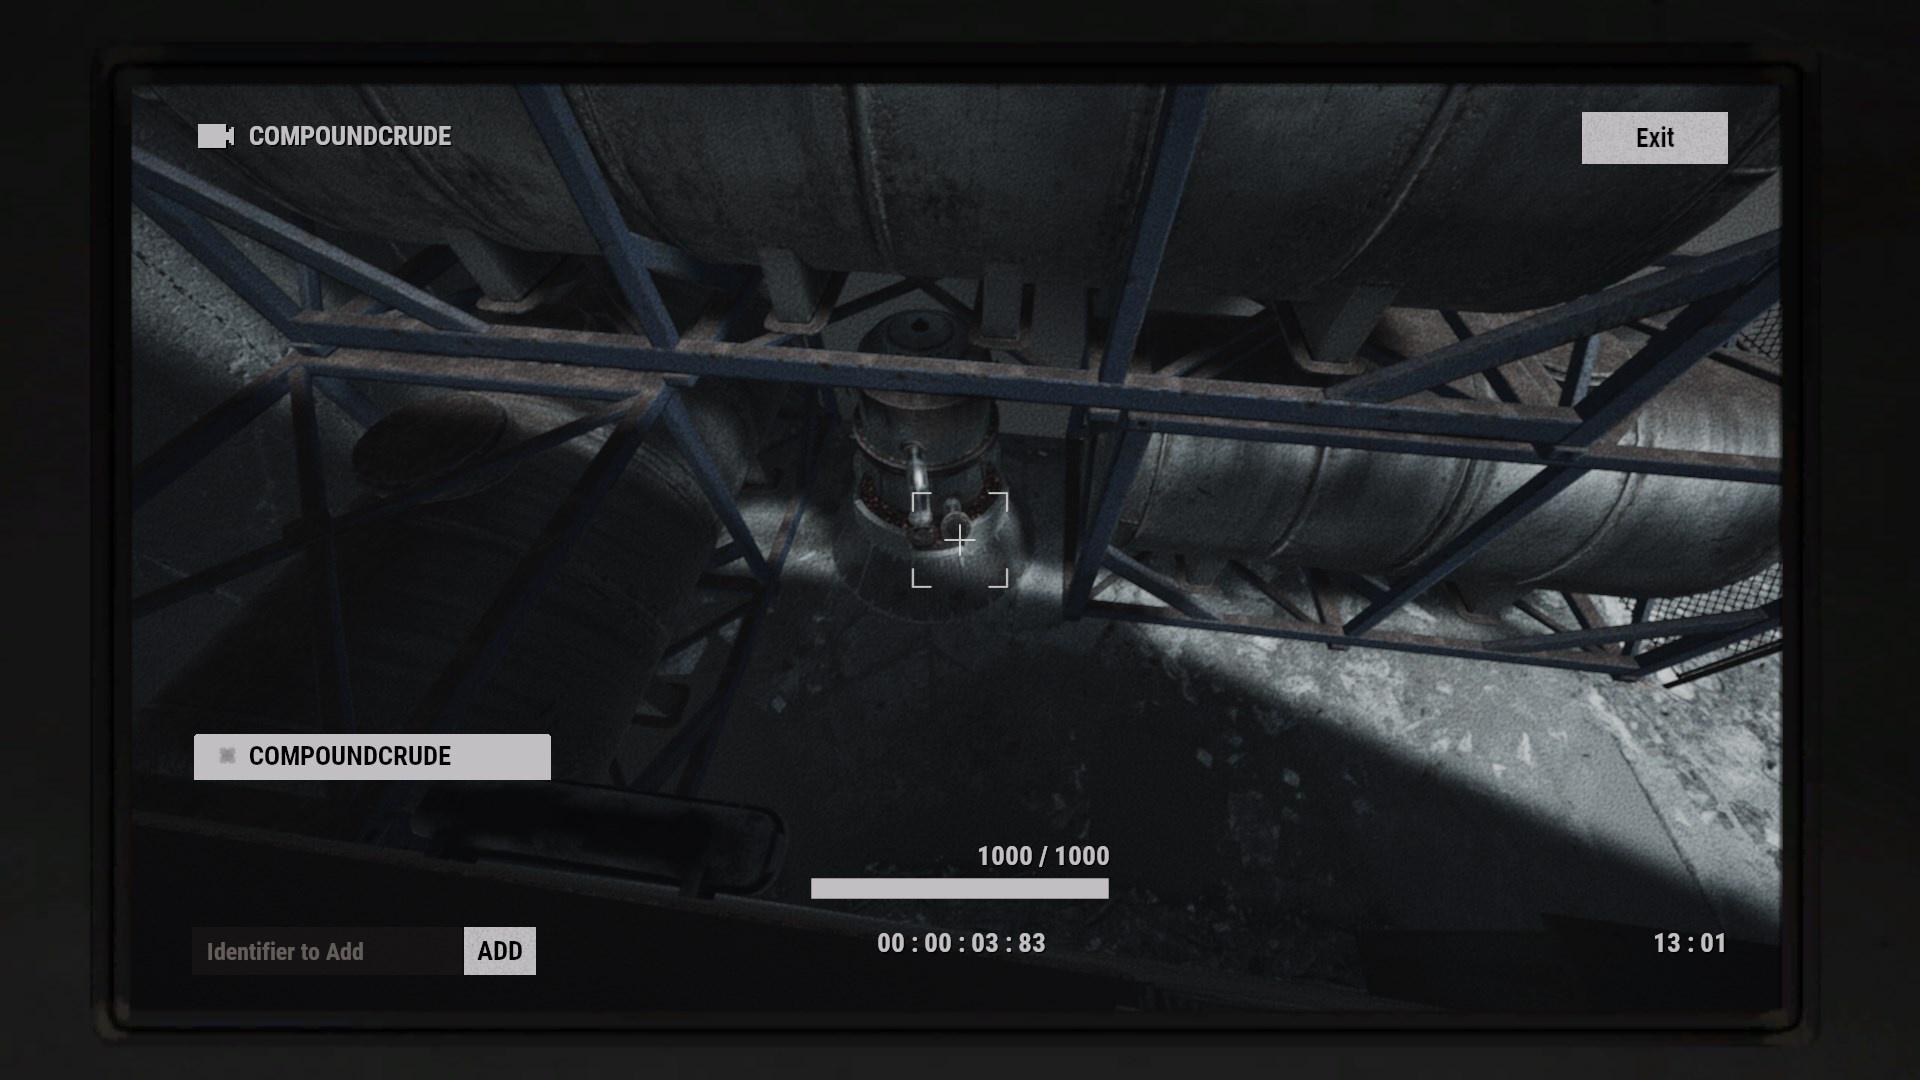 COMPOUNDCRUDE
Exit
COMPOUNDCRUDE
1000 / 1000
Identifier to Add
ADD
00 : 00 : 03 : 83
13 : 01